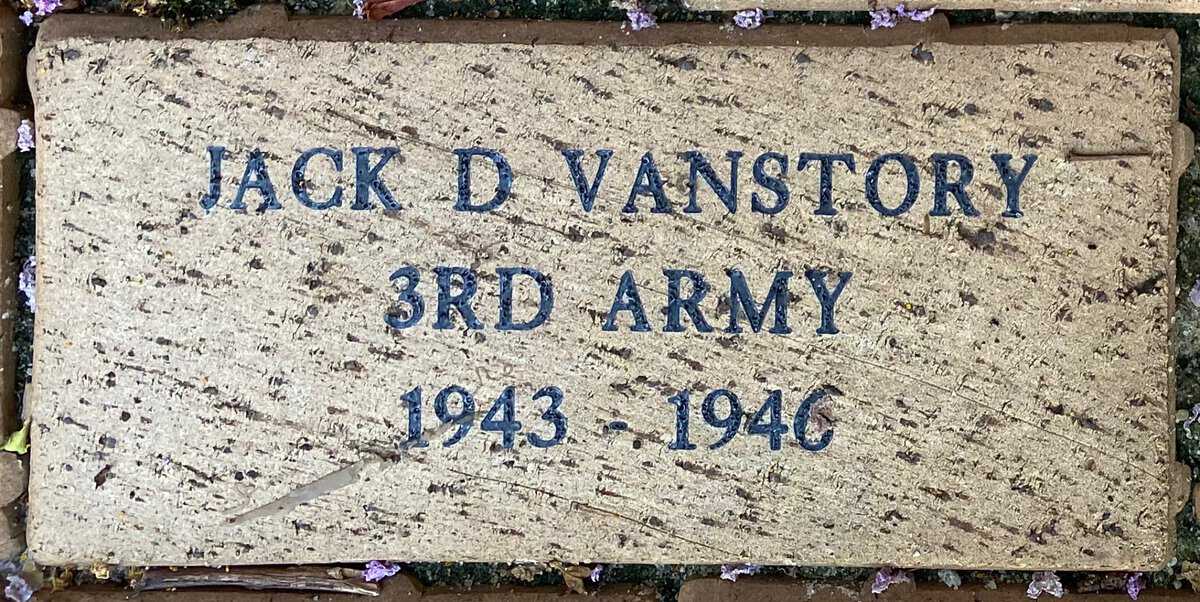 JACK D VANSTORY
3RD ARMY
1943 - 1946